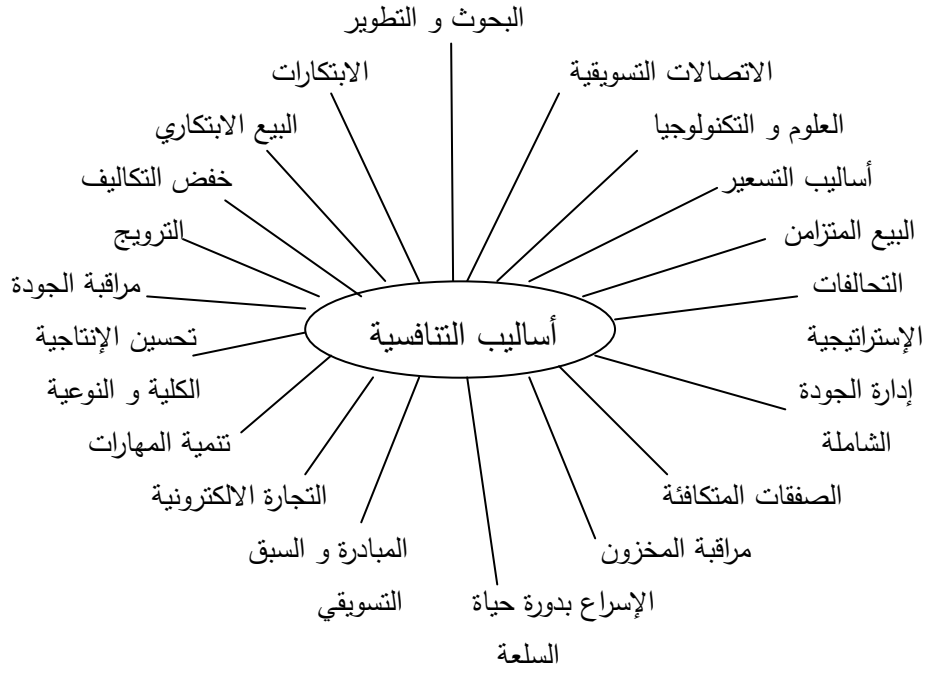 البحوث و التطوير
الاتصالات التسويقية
الابتكارات
العلوم و التكنولوجيا
البيع الابتكاري
أساليب التسعير
خفض التكاليف
البيع المتزامن
الترويج
التحالفات
الإستراتيجية
مراقبة الجودة
أساليب التنافسية
تحسين الإنتاجية
الكلية و النوعية
إدارة الجودة
الشاملة
تنمية المهارات
الصفقات المتكافئة
التجارة الالكترونية
مراقبة المخزون
المبادرة و السبق
التسويقي
الإسراع بدورة حياة
السلعة